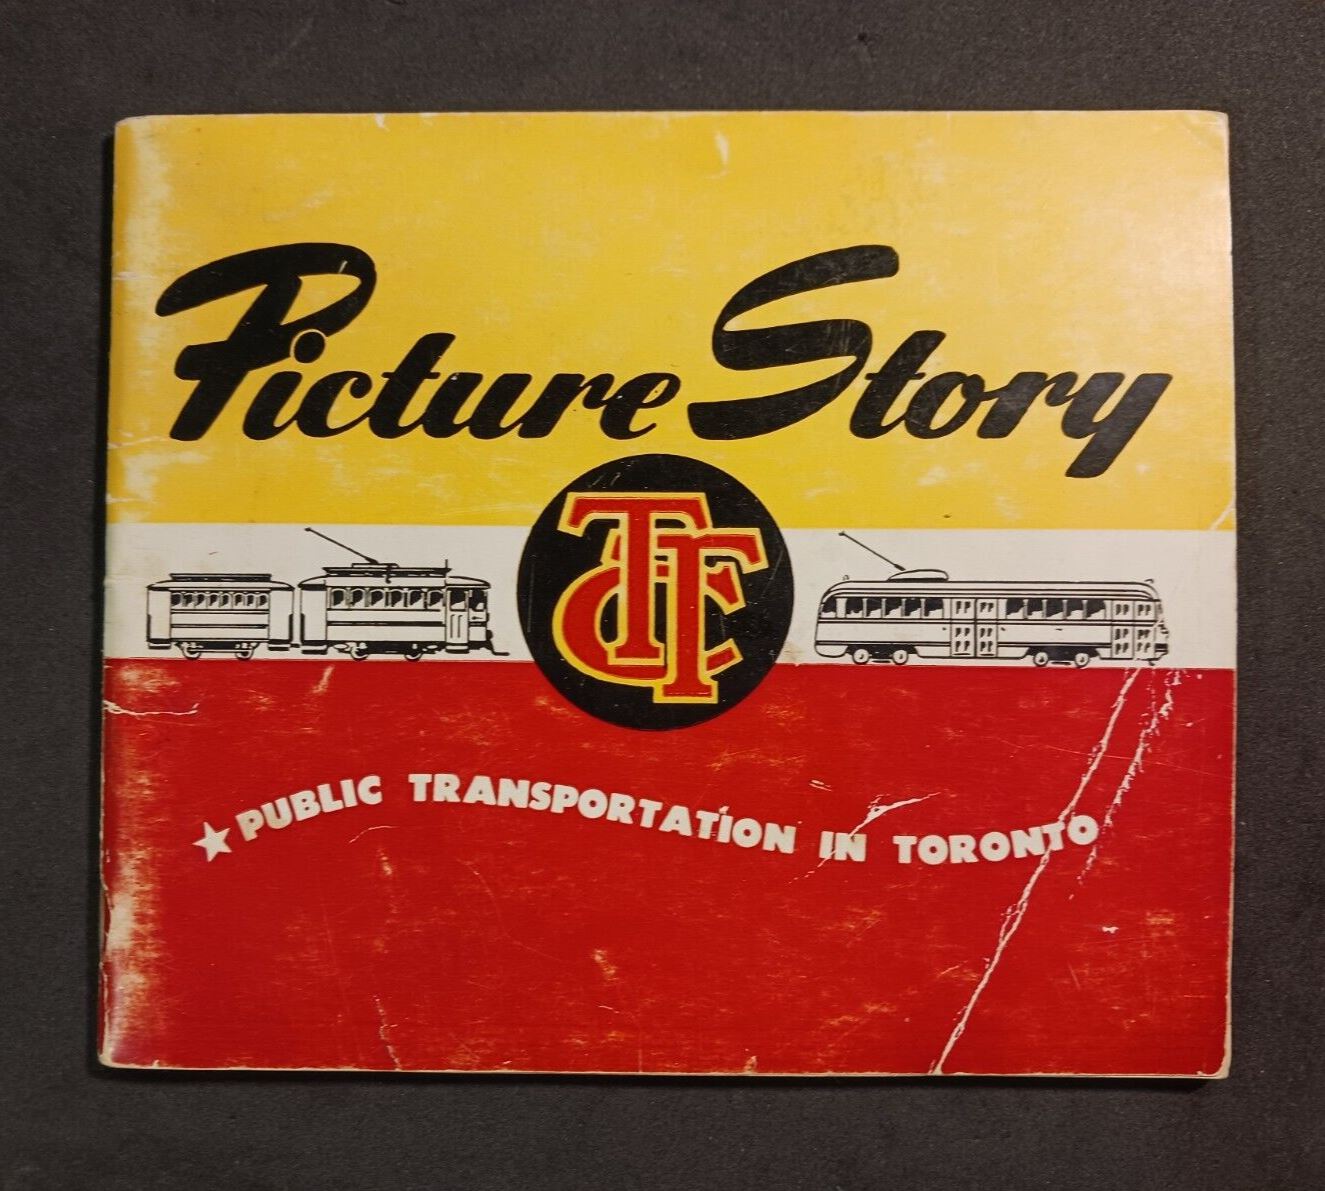 Picture Story
TTC
★ PUBLIC TRANSPORTATION IN TORONTO